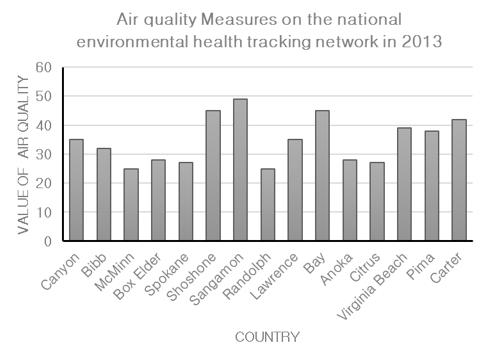 Air quality Measures on the national
environmental health tracking network in 2013
VALUE OF AIR QUALITY
60
50
40
30
20
10
0
Canyon
Bibb
McMinn
Box Elder
Spokane
Shoshone
Sangamon
Randolph
Lawrence
Bay
Anoka
Citrus
Virginia Beach
Pima
Carter
COUNTRY